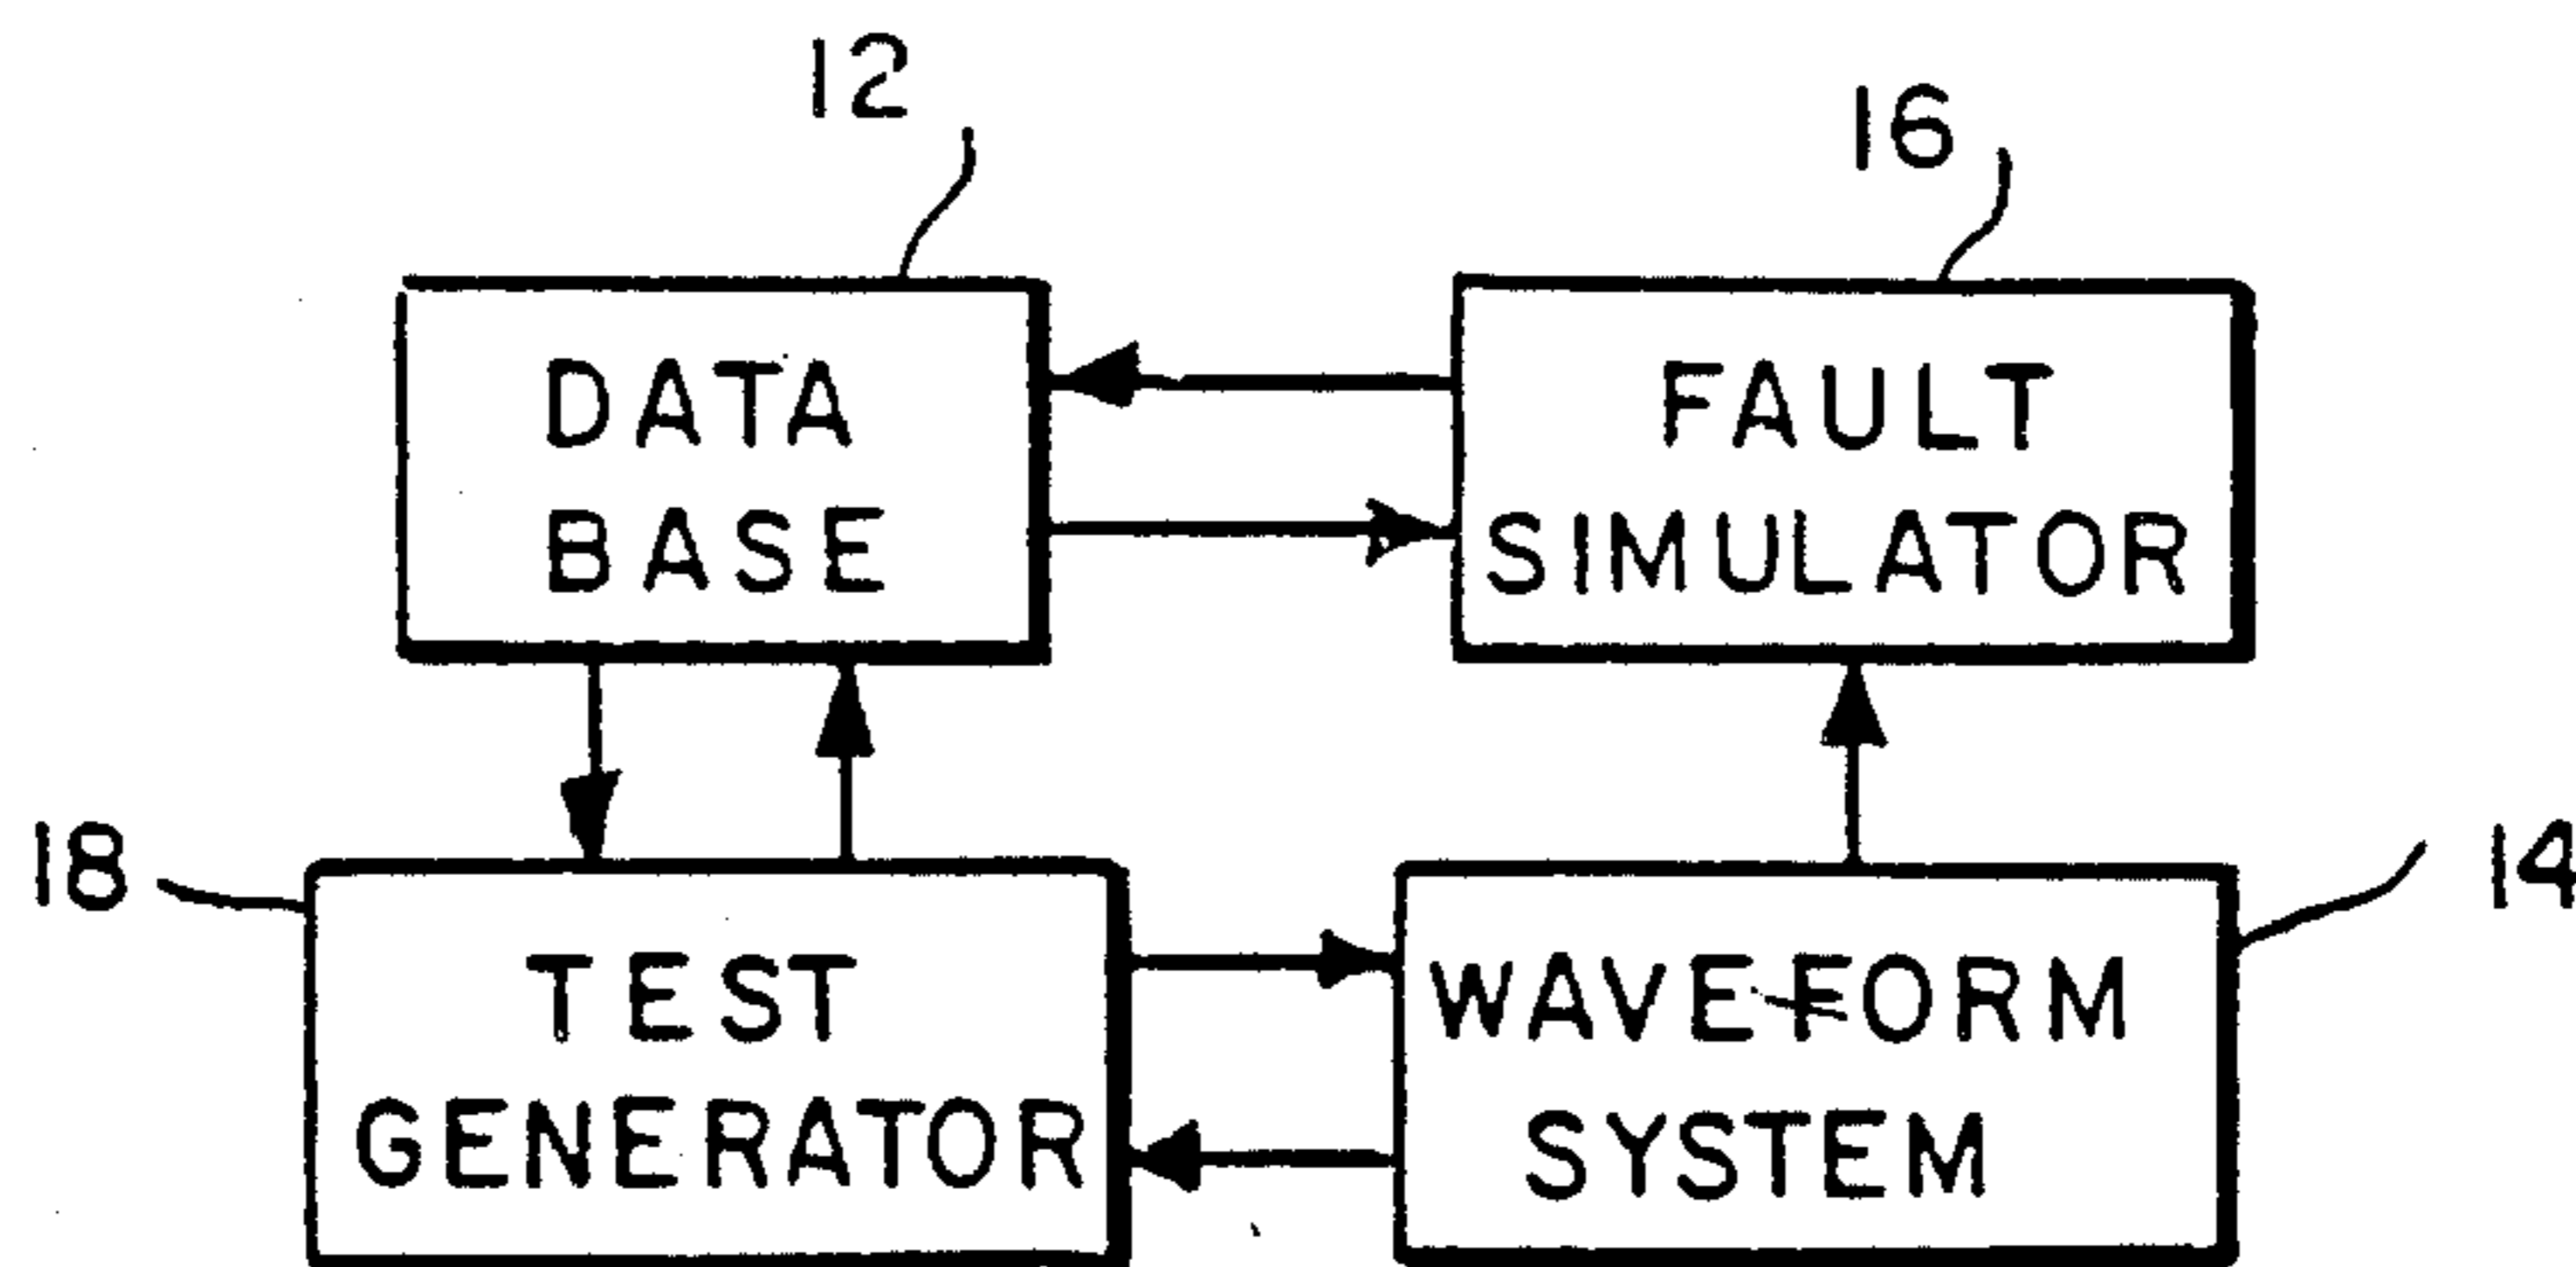 12
16
DATA
BASE
FAULT
SIMULATOR
18
14
TEST
GENERATOR
WAVEFORM
SYSTEM